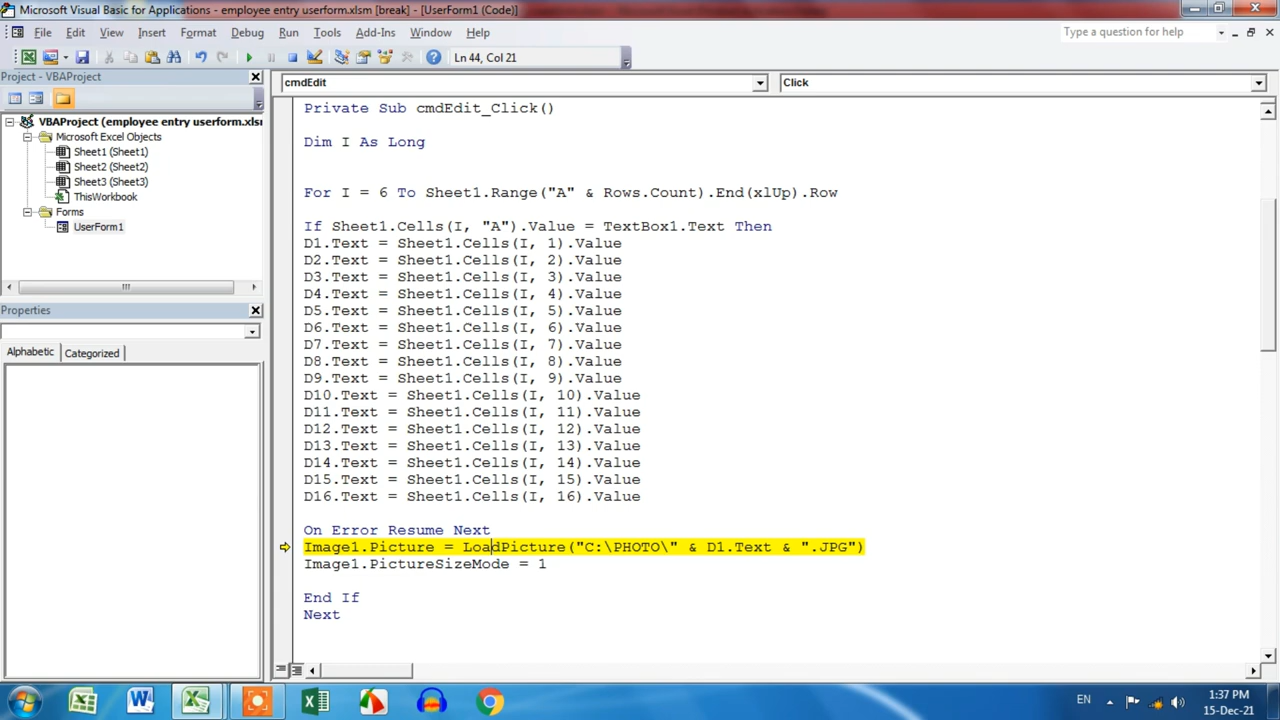 Microsoft Visual Basic for Applications - employee entry userform.xlsm [break] - [UserForm1 (Code)]
File Edit View Insert Format Debug Run Tools Add-Ins Window Help
Type a question for help
Ln 44, Col 21
Project - VBAProject
cmdEdit
Click
VBAProject (employee entry userform.xlsm
Microsoft Excel Objects
Sheet1 (Sheet1)
Sheet2 (Sheet2)
Sheet3 (Sheet3)
ThisWorkbook
Forms
UserForm1
Properties
Alphabetic Categorized
Private Sub cmdEdit_Click()
Dim I As Long
For I = 6 To Sheet1.Range("A" & Rows.Count).End(xlUp).Row
If Sheet1.Cells(I, "A").Value = TextBox1.Text Then
D1.Text = Sheet1.Cells(I, 1).Value
D2.Text = Sheet1.Cells(I, 2).Value
D3.Text = Sheet1.Cells(I, 3).Value
D4.Text = Sheet1.Cells(I, 4).Value
D5.Text = Sheet1.Cells(I, 5).Value
D6.Text = Sheet1.Cells(I, 6).Value
D7.Text = Sheet1.Cells(I, 7).Value
D8.Text = Sheet1.Cells(I, 8).Value
D9.Text = Sheet1.Cells(I, 9).Value
D10.Text = Sheet1.Cells(I, 10).Value
D11.Text = Sheet1.Cells(I, 11).Value
D12.Text = Sheet1.Cells(I, 12).Value
D13.Text = Sheet1.Cells(I, 13).Value
D14.Text = Sheet1.Cells(I, 14).Value
D15.Text = Sheet1.Cells(I, 15).Value
D16.Text = Sheet1.Cells(I, 16).Value
On Error Resume Next
Image1.Picture = LoadPicture("C:\PHOTO\" & D1.Text & ".JPG")
Image1.PictureSizeMode = 1
End If
Next
EN
1:37 PM
15-Dec-21